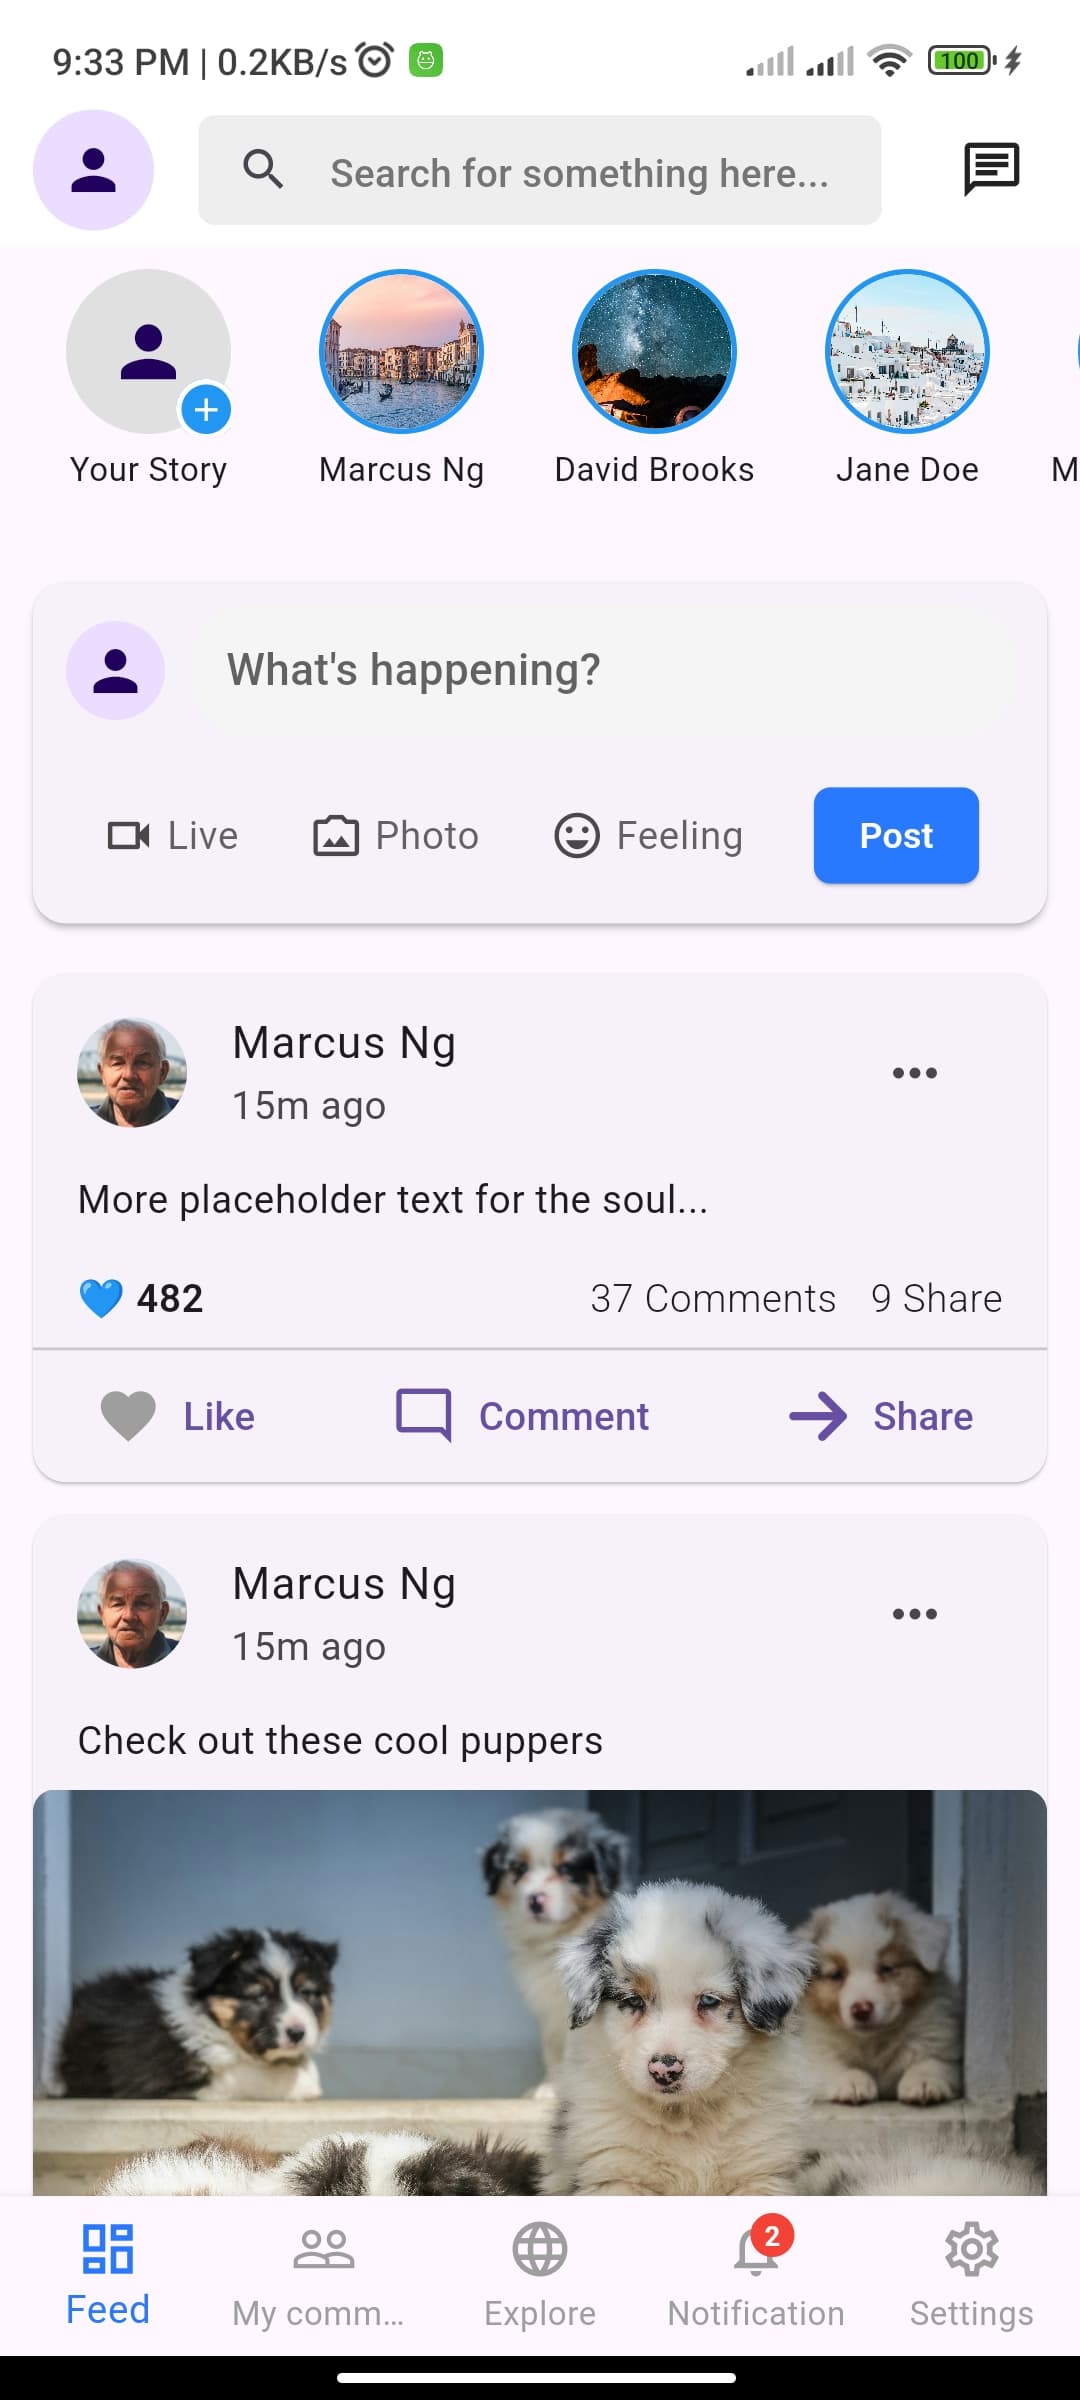 9:33 PM | 0.2KB/s
100
Search for something here...
Your Story
Marcus Ng
David Brooks
Jane Doe
M
What's happening?
Live
Photo
Feeling
Post
Marcus Ng
15m ago
More placeholder text for the soul...
482
37 Comments
9 Share
Like
Comment
Share
Marcus Ng
15m ago
Check out these cool puppers
2
Feed
My comm...
Explore
Notification
Settings